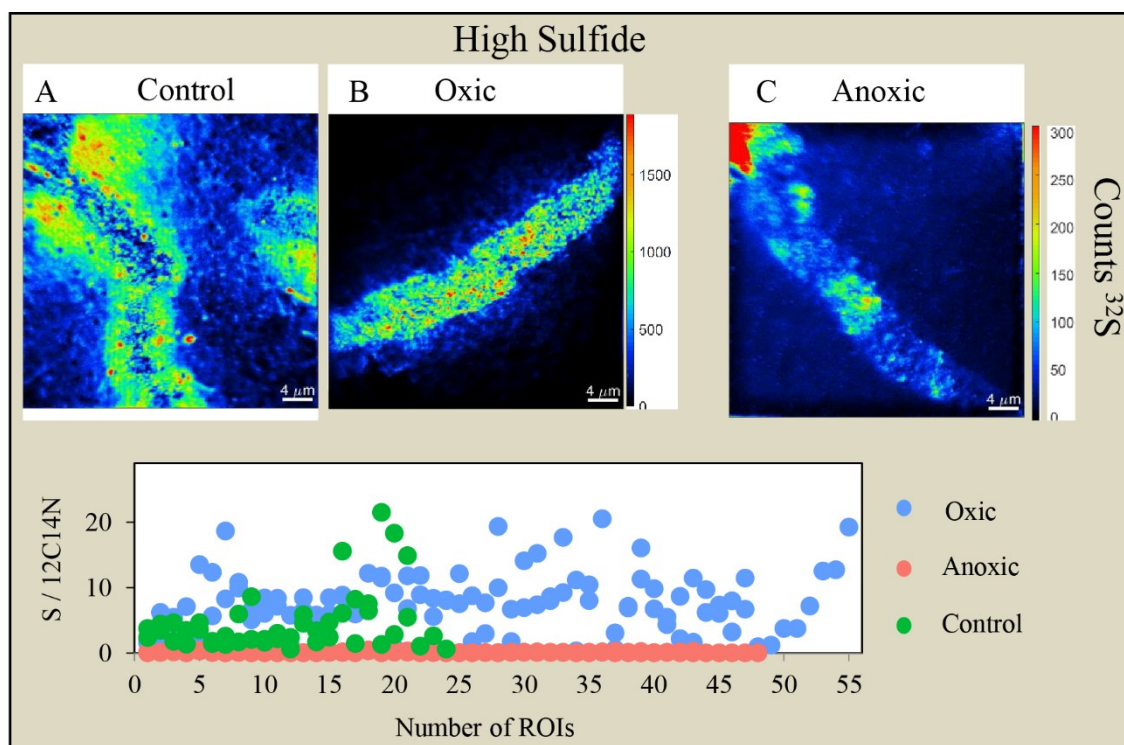 High Sulfide
A Control
B Oxic
C Anoxic
4 μm
4 μm
4 μm
1500
1000
500
0
300
250
200
150
100
50
0
Counts ³²S
S / 12C14N
20
10
0
0 5 10 15 20 25 30 35 40 45 50 55
Number of ROIs
Oxic
Anoxic
Control